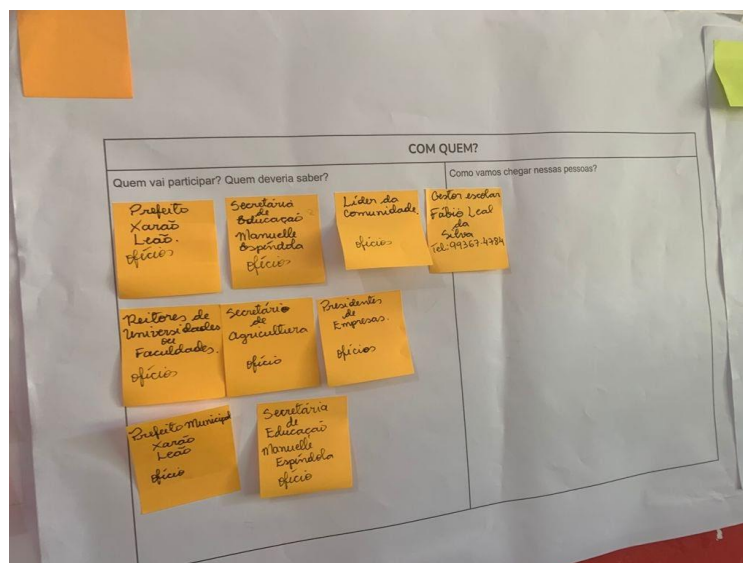 COM QUEM?
Quem vai participar? Quem deveria saber?
Como vamos chegar nessas pessoas?
Prefeito
Xarão
Leão.
ofícios
Secretária
de
Educação
Manuelle
Espíndola
ofícios
Líder da
Comunidade.
ofícios
Gestor escolar
Fábio Leal
da
Silva
Tel: 99367-4784
Reitores de
Universidades
ou
Faculdades.
ofícios
Secretário
de
Agricultura
ofício
Presidentes
de
Empresas.
ofícios
Prefeito Municipal
Xarão
Leão
ofício
Secretária
de
Educação
Manuelle
Espíndola
ofício